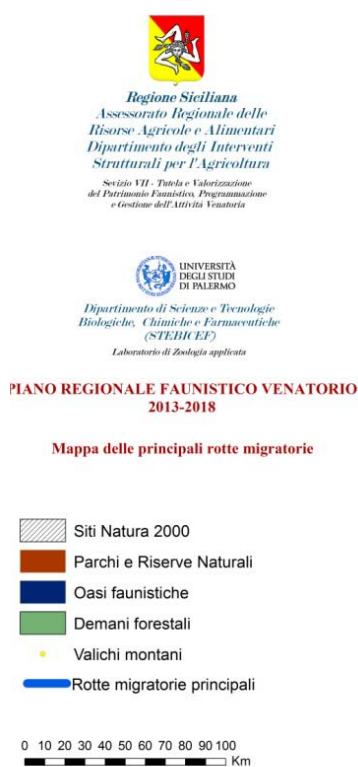 Regione Siciliana
Assessorato Regionale delle
Risorse Agricole e Alimentari
Dipartimento degli Interventi
Strutturali per l'Agricoltura
Sevizio VII - Tutela e Valorizzazione
del Patrimonio Faunistico, Programmazione
e Gestione dell'Attività Venatoria
UNIVERSITÀ
DEGLI STUDI
DI PALERMO
Dipartimento di Scienze e Tecnologie
Biologiche, Chimiche e Farmaceutiche
(STEBICEF)
Laboratorio di Zoologia applicata
PIANO REGIONALE FAUNISTICO VENATORIO
2013-2018
Mappa delle principali rotte migratorie
Siti Natura 2000
Parchi e Riserve Naturali
Oasi faunistiche
Demani forestali
Valichi montani
Rotte migratorie principali
0 10 20 30 40 50 60 70 80 90 100
Km